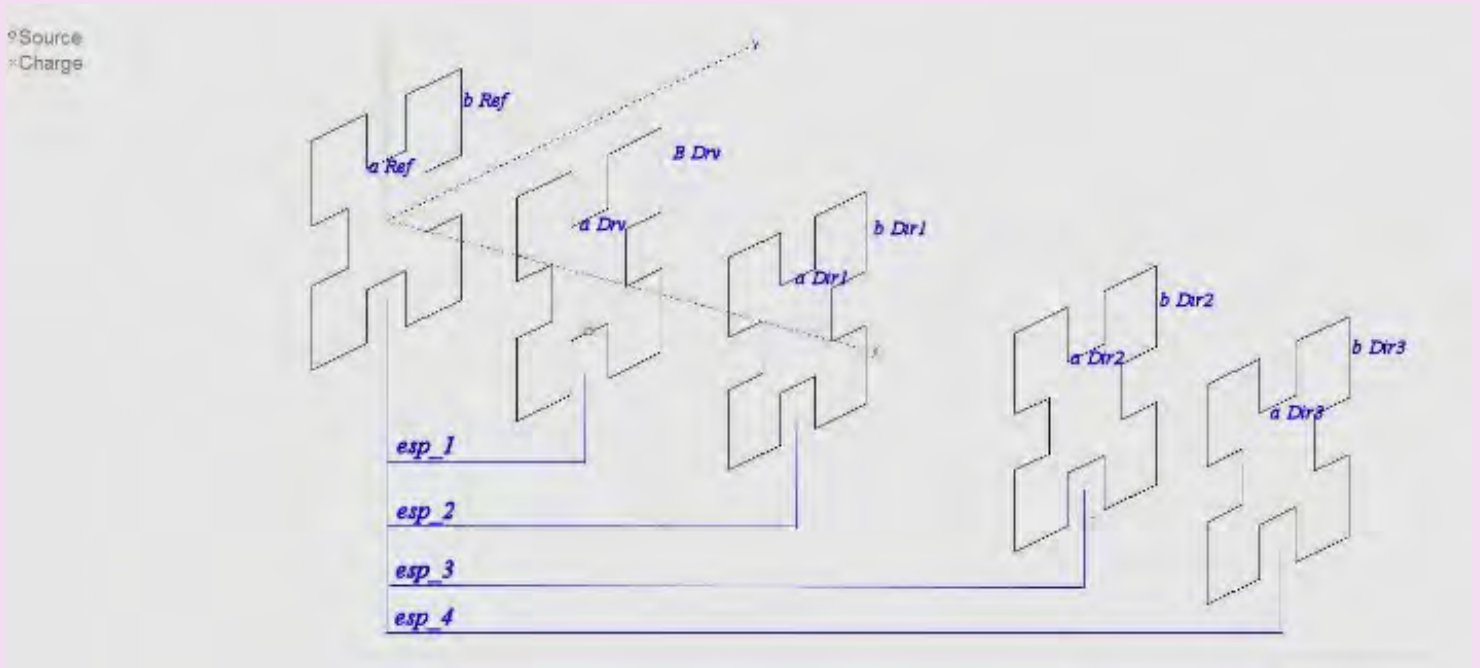 Source
Charge
Y
b Ref
a Ref
B Drv
a Drv
b Dir1
a Dir1
b Dir2
a Dir2
b Dir3
a Dir3
X
esp_1
esp_2
esp_3
esp_4